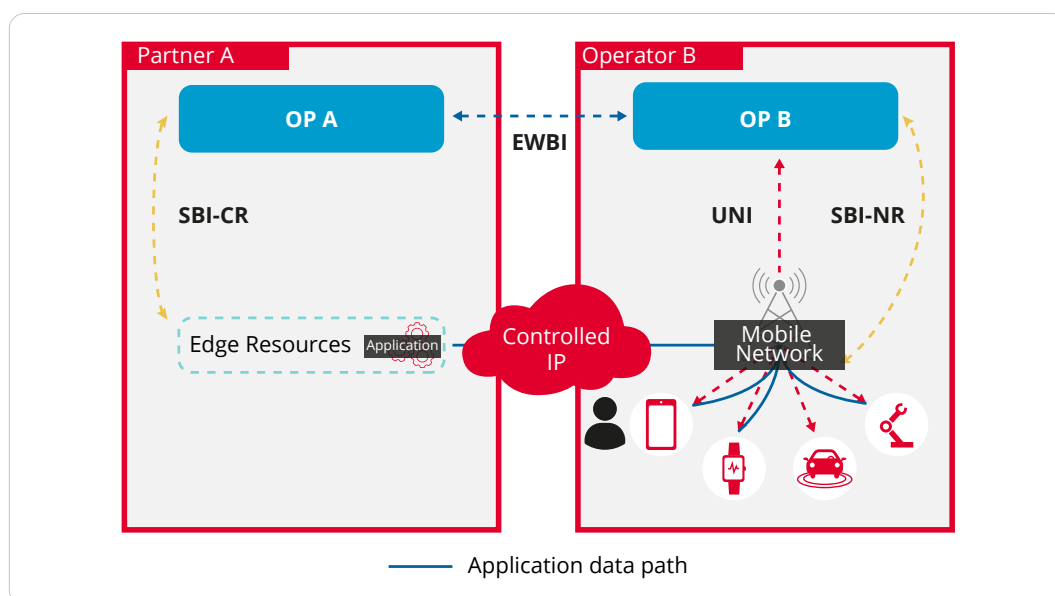 Partner A
Operator B
OP A
OP B
EWBI
SBI-CR
UNI
SBI-NR
Edge Resources
Application
Controlled
IP
Mobile
Network
Application data path